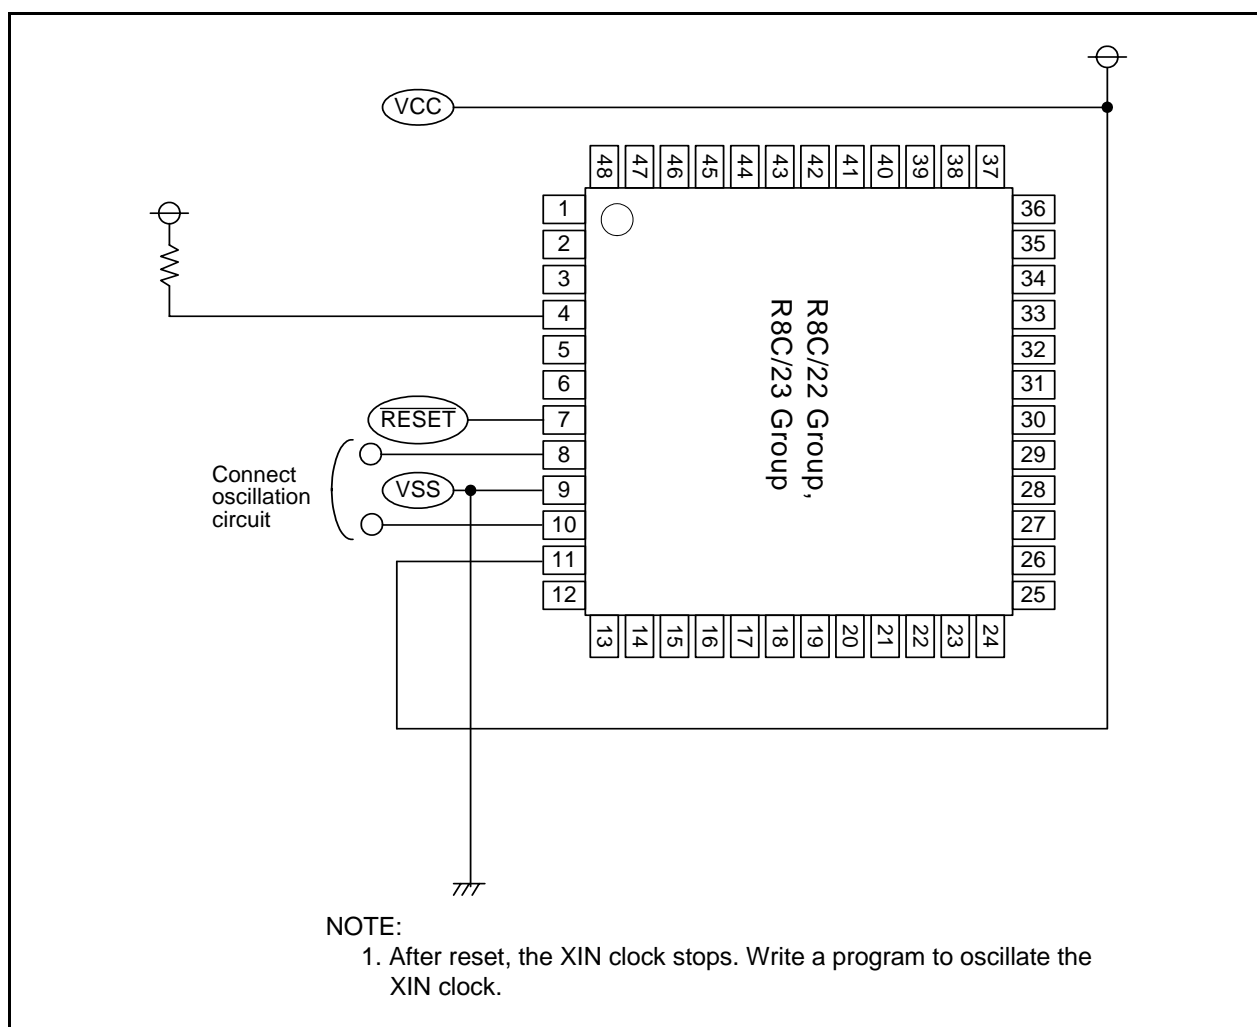 VCC
48 47 46 45 44 43 42 41 40 39 38 37
1
2
3
4
5
6
7
8
9
10
11
12
36
35
34
33
32
31
30
29
28
27
26
25
R8C/22 Group,
R8C/23 Group
RESET
Connect
oscillation
circuit
VSS
13 14 15 16 17 18 19 20 21 22 23 24
NOTE:
1. After reset, the XIN clock stops. Write a program to oscillate the
XIN clock.